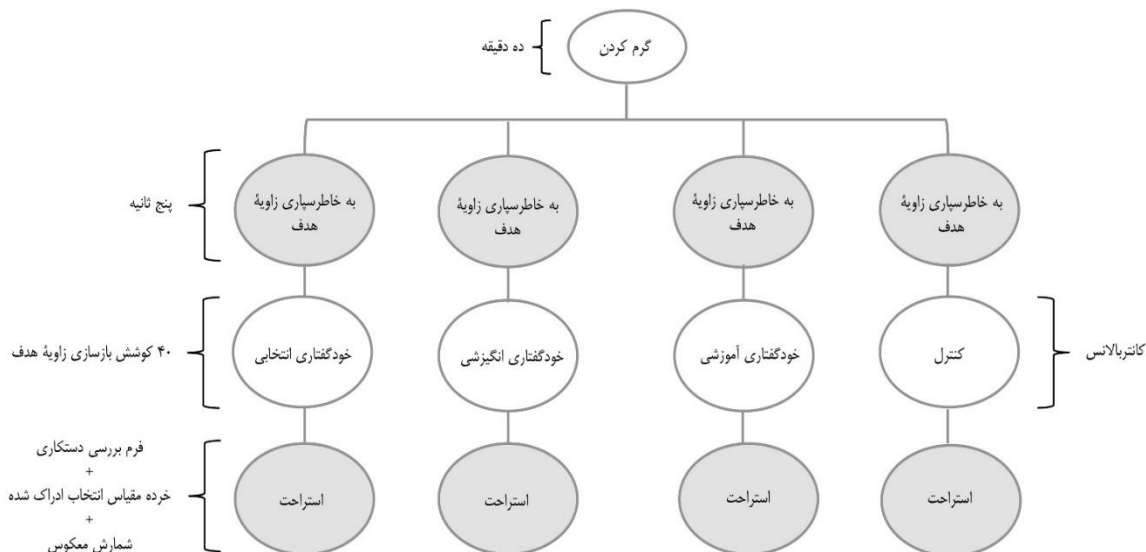 گرم کردن
ده دقیقه
به خاطرسپاری زاویهٔ
هدف
به خاطرسپاری زاویهٔ
هدف
به خاطرسپاری زاویهٔ
هدف
به خاطرسپاری زاویهٔ
هدف
پنج ثانیه
کانتربالانس
کنترل
خودگفتاری آموزشی
خودگفتاری انگیزشی
خودگفتاری انتخابی
۴۰ کوشش بازسازی زاویهٔ هدف
استراحت
استراحت
استراحت
استراحت
فرم بررسی دستکاری
+
خرده مقیاس انتخاب ادراک شده
+
شمارش معکوس